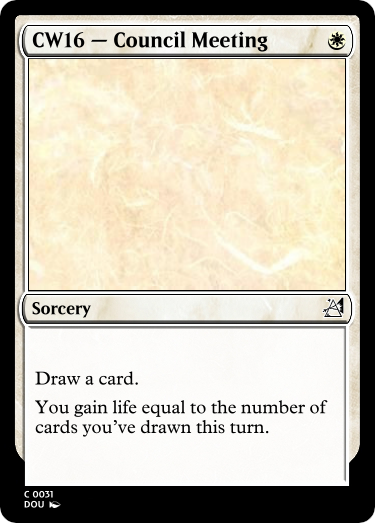 CW16 — Council Meeting
Sorcery
Draw a card.
You gain life equal to the number of
cards you've drawn this turn.
C 0031
DOU